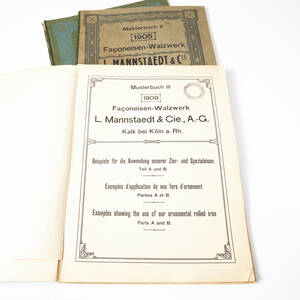 Musterbuch II
1905
Façoneisen-Walzwerk
L. Mannstaedt & Cie
Musterbuch III
1909
Façoneisen-Walzwerk
L. Mannstaedt & Cie., A.-G.
Kalk bei Köln a. Rh.
Beispiele für die Anwendung unserer Zier- und Spezialeisen
Teil A und B.
Exemples d'application de nos fers d'ornement
Parties A et B.
Examples showing the use of our ornamental rolled iron
Parts A and B.